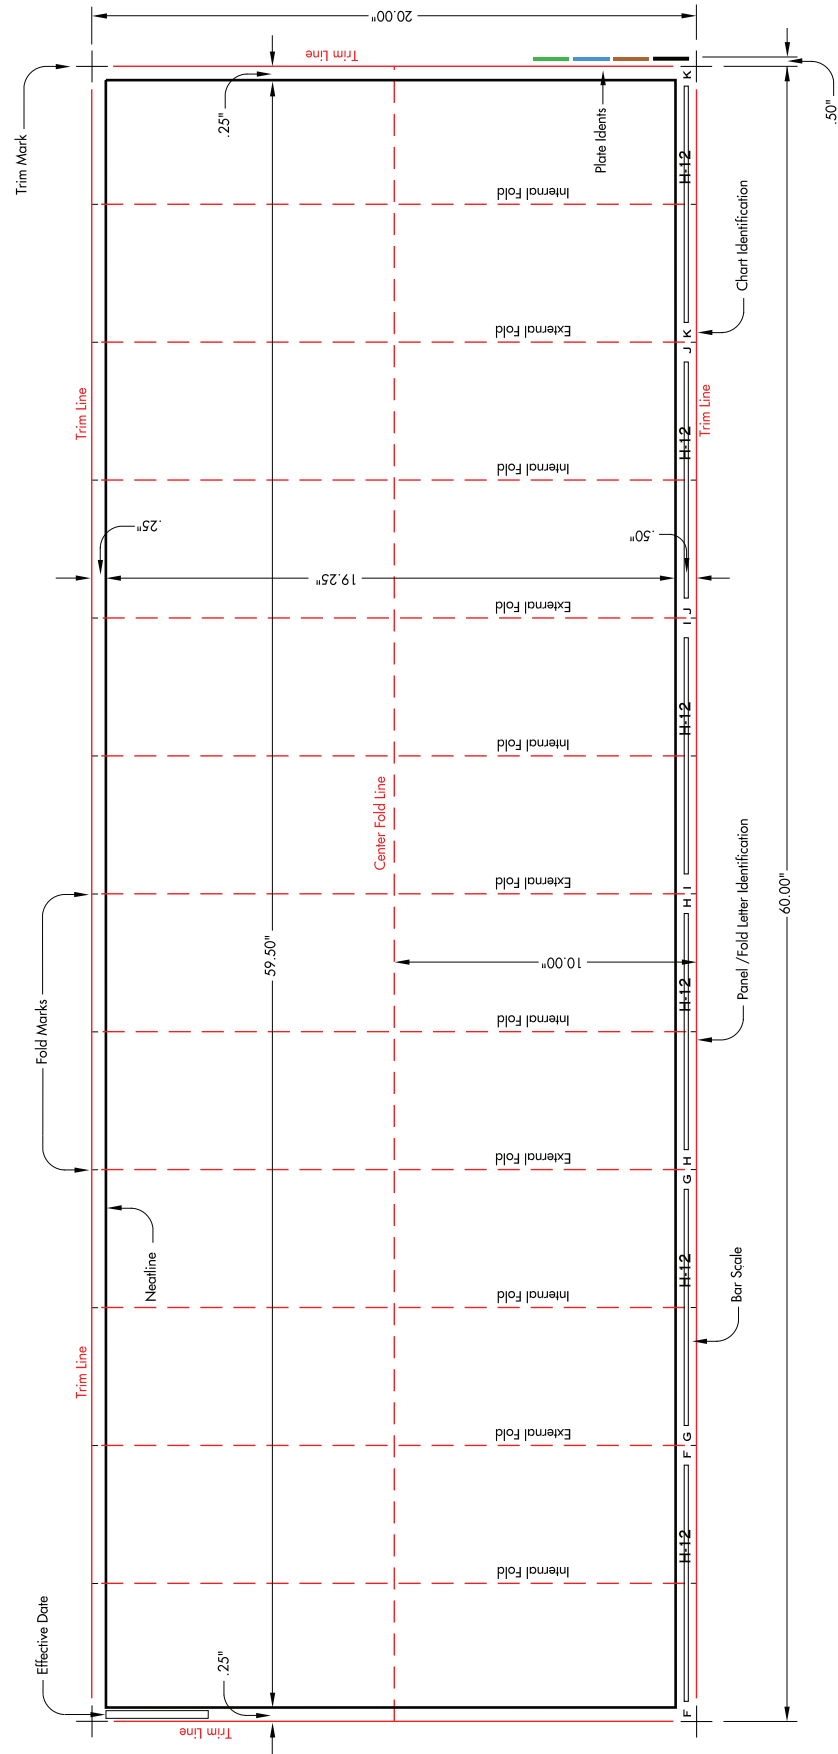 20.00"
Trim Line
Trim Mark
.25"
Plate Idents
.50"
K
H-12
Internal Fold
Chart Identification
External Fold
K
J
Trim Line
Trim Line
H-12
Internal Fold
.25"
.50"
19.25"
External Fold
J
I
H-12
Internal Fold
Center Fold Line
External Fold
I
H
Panel / Fold Letter Identification
60.00"
59.50"
10.00"
H-12
Fold Marks
Internal Fold
External Fold
H
G
Neatline
H-12
Bar Scale
Internal Fold
Trim Line
External Fold
G
F
H-12
Internal Fold
Effective Date
.25"
F
Trim Line